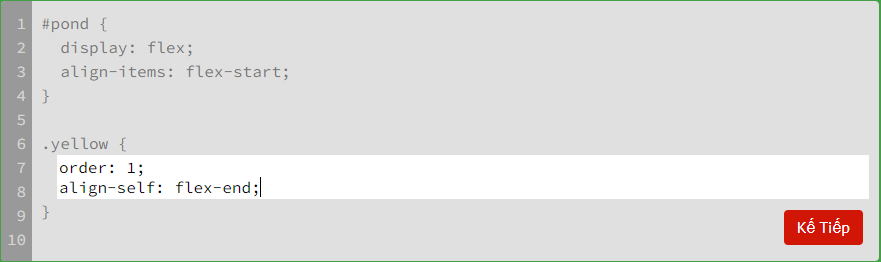 1 #pond {
2 display: flex;
3 align-items: flex-start;
4 }
5
6 .yellow {
7 order: 1;
8 align-self: flex-end;
9 }
10
Kế Tiếp